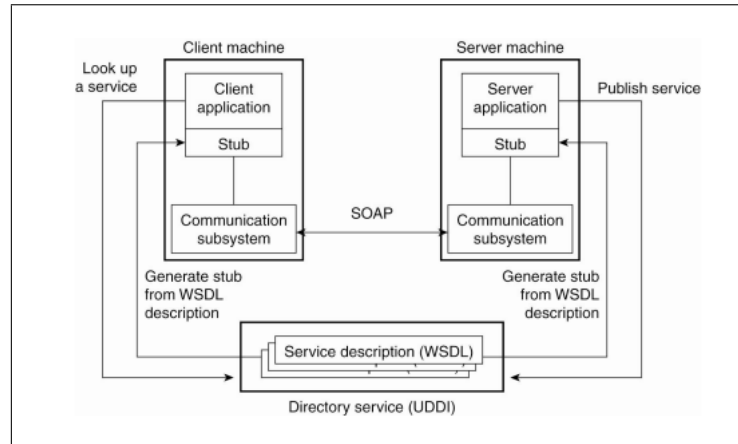 Client machine
Server machine
Look up
a service
Client
application
Server
application
Publish service
Stub
Stub
SOAP
Communication
subsystem
Communication
subsystem
Generate stub
from WSDL
description
Generate stub
from WSDL
description
Service description (WSDL)
Directory service (UDDI)